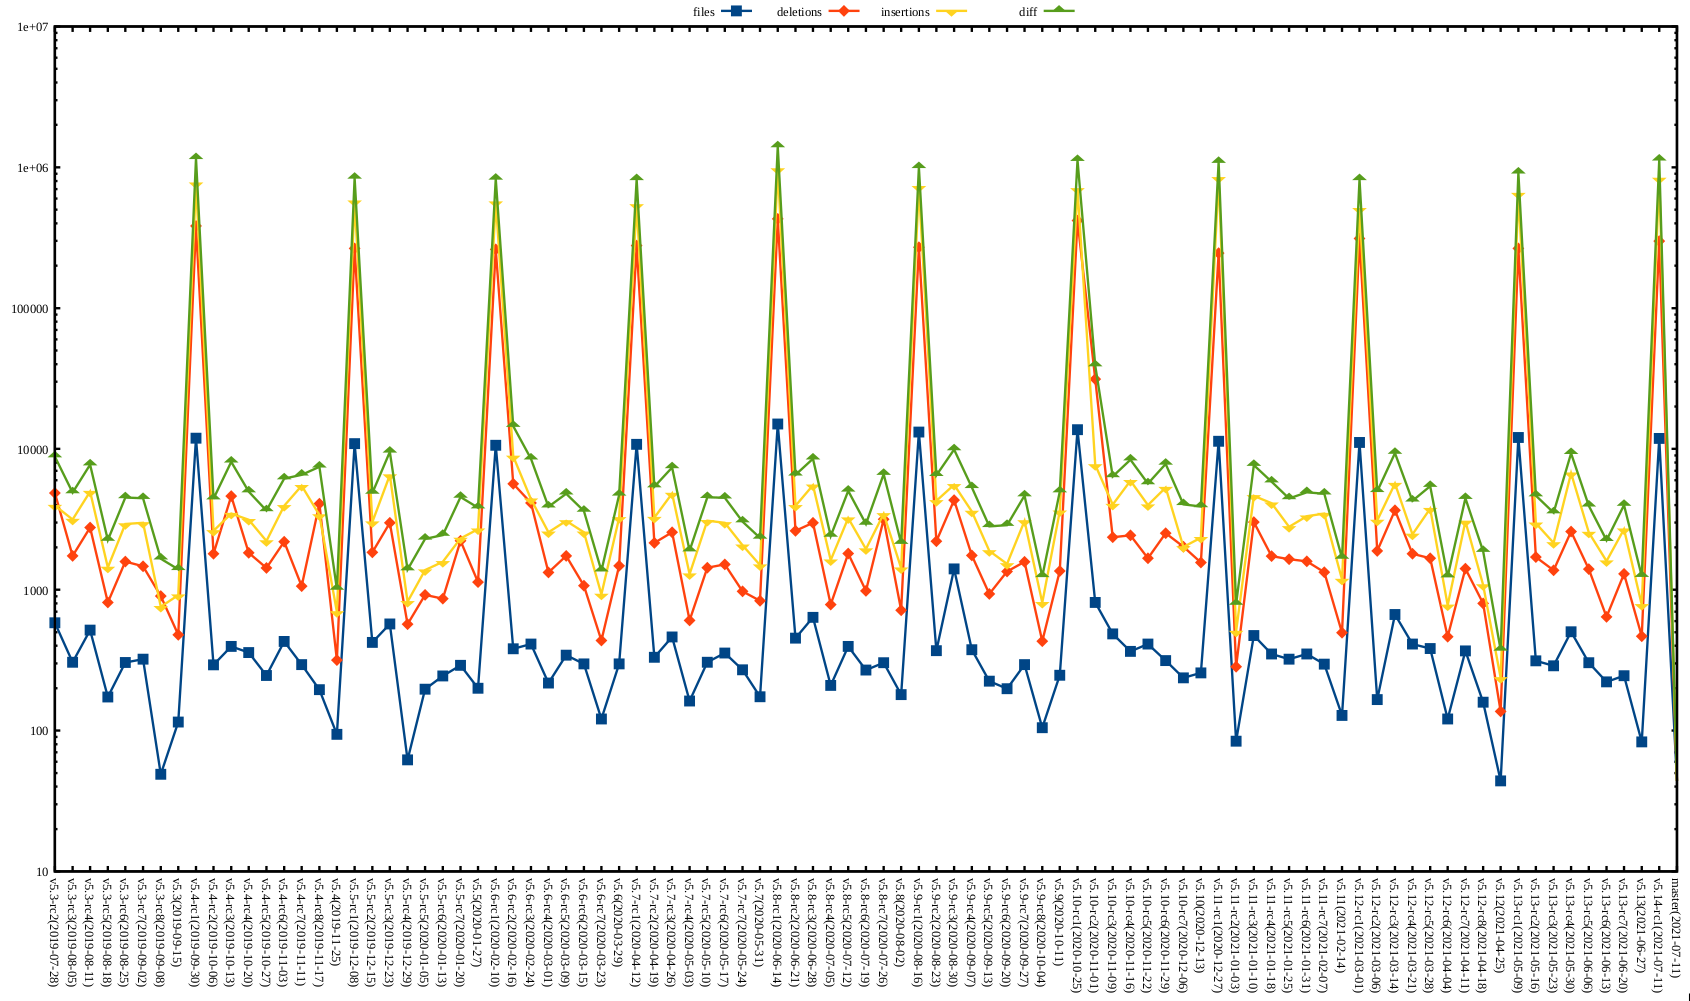 files deletions insertions diff
1e+07
1e+06
100000
10000
1000
100
10
v5.3-rc2(2019-07-28)
v5.3-rc3(2019-08-05)
v5.3-rc4(2019-08-11)
v5.3-rc5(2019-08-18)
v5.3-rc6(2019-08-25)
v5.3-rc7(2019-09-02)
v5.3-rc8(2019-09-08)
v5.3(2019-09-15)
v5.4-rc1(2019-09-30)
v5.4-rc2(2019-10-06)
v5.4-rc3(2019-10-13)
v5.4-rc4(2019-10-20)
v5.4-rc5(2019-10-27)
v5.4-rc6(2019-11-03)
v5.4-rc7(2019-11-11)
v5.4-rc8(2019-11-17)
v5.4(2019-11-25)
v5.5-rc1(2019-12-08)
v5.5-rc2(2019-12-15)
v5.5-rc3(2019-12-23)
v5.5-rc4(2019-12-29)
v5.5-rc5(2020-01-05)
v5.5-rc6(2020-01-13)
v5.5-rc7(2020-01-20)
v5.5(2020-01-27)
v5.6-rc1(2020-02-10)
v5.6-rc2(2020-02-16)
v5.6-rc3(2020-02-24)
v5.6-rc4(2020-03-01)
v5.6-rc5(2020-03-09)
v5.6-rc6(2020-03-15)
v5.6-rc7(2020-03-23)
v5.6(2020-03-29)
v5.7-rc1(2020-04-12)
v5.7-rc2(2020-04-19)
v5.7-rc3(2020-04-26)
v5.7-rc4(2020-05-03)
v5.7-rc5(2020-05-10)
v5.7-rc6(2020-05-17)
v5.7-rc7(2020-05-24)
v5.7(2020-05-31)
v5.8-rc1(2020-06-14)
v5.8-rc2(2020-06-21)
v5.8-rc3(2020-06-28)
v5.8-rc4(2020-07-05)
v5.8-rc5(2020-07-12)
v5.8-rc6(2020-07-19)
v5.8-rc7(2020-07-26)
v5.8(2020-08-02)
v5.9-rc1(2020-08-16)
v5.9-rc2(2020-08-23)
v5.9-rc3(2020-08-30)
v5.9-rc4(2020-09-07)
v5.9-rc5(2020-09-13)
v5.9-rc6(2020-09-20)
v5.9-rc7(2020-09-27)
v5.9-rc8(2020-10-04)
v5.9(2020-10-11)
v5.10-rc1(2020-10-25)
v5.10-rc2(2020-11-01)
v5.10-rc3(2020-11-09)
v5.10-rc4(2020-11-16)
v5.10-rc5(2020-11-22)
v5.10-rc6(2020-11-29)
v5.10-rc7(2020-12-06)
v5.10(2020-12-13)
v5.11-rc1(2020-12-27)
v5.11-rc2(2021-01-03)
v5.11-rc3(2021-01-10)
v5.11-rc4(2021-01-18)
v5.11-rc5(2021-01-25)
v5.11-rc6(2021-01-31)
v5.11-rc7(2021-02-07)
v5.11(2021-02-14)
v5.12-rc1(2021-03-01)
v5.12-rc2(2021-03-06)
v5.12-rc3(2021-03-14)
v5.12-rc4(2021-03-21)
v5.12-rc5(2021-03-28)
v5.12-rc6(2021-04-04)
v5.12-rc7(2021-04-11)
v5.12-rc8(2021-04-18)
v5.12(2021-04-25)
v5.13-rc1(2021-05-09)
v5.13-rc2(2021-05-16)
v5.13-rc3(2021-05-23)
v5.13-rc4(2021-05-30)
v5.13-rc5(2021-06-06)
v5.13-rc6(2021-06-13)
v5.13-rc7(2021-06-20)
v5.13(2021-06-27)
v5.14-rc1(2021-07-11)
master(2021-07-11)